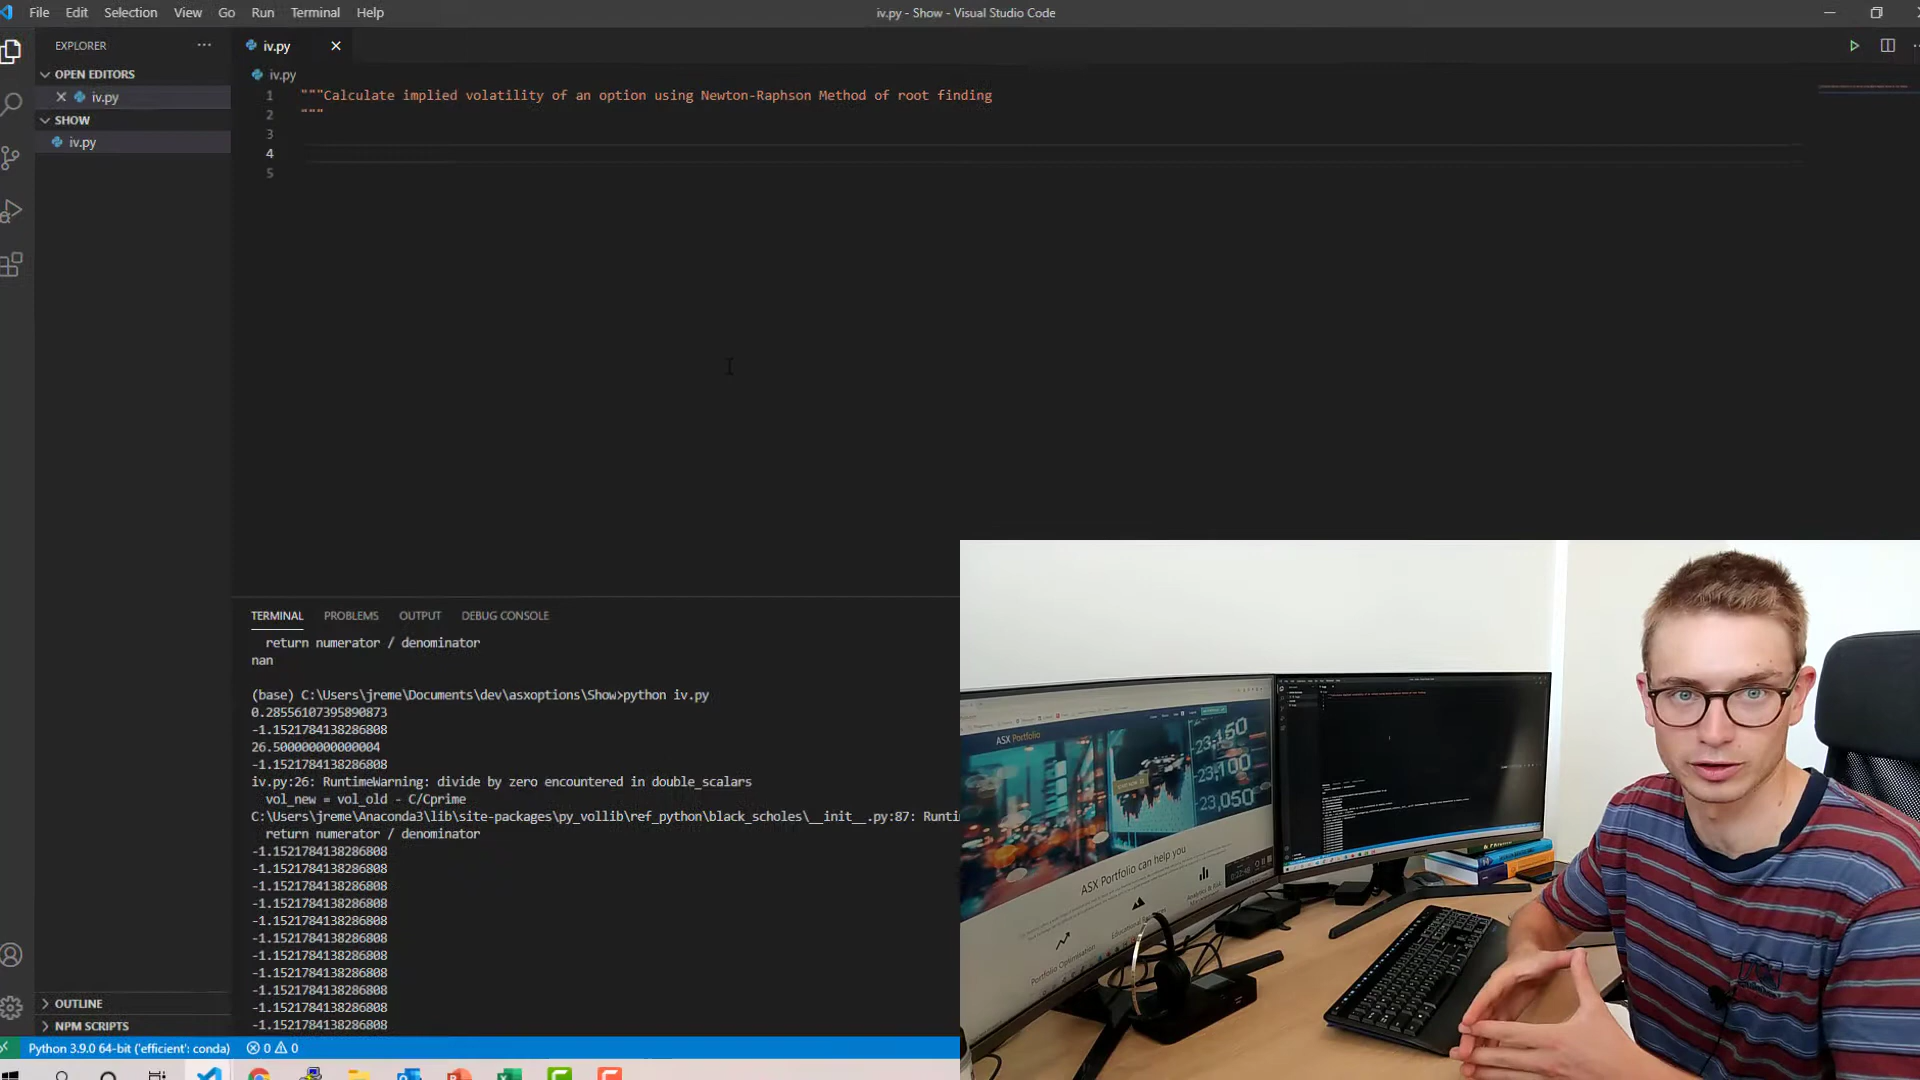 File Edit Selection View Go Run Terminal Help
iv.py - Show - Visual Studio Code
EXPLORER
OPEN EDITORS
iv.py
SHOW
iv.py
iv.py
iv.py
1 """Calculate implied volatility of an option using Newton-Raphson Method of root finding
2 """
3
4
5
TERMINAL PROBLEMS OUTPUT DEBUG CONSOLE
return numerator / denominator
nan
(base) C:\Users\jreme\Documents\dev\asxoptions\Show>python iv.py
0.28556107395890873
-1.1521784138286808
26.500000000000004
-1.1521784138286808
iv.py:26: RuntimeWarning: divide by zero encountered in double_scalars
vol_new = vol_old - C/Cprime
C:\Users\jreme\Anaconda3\lib\site-packages\py_vollib\ref_python\black_scholes\__init__.py:87: Runti
return numerator / denominator
-1.1521784138286808
-1.1521784138286808
-1.1521784138286808
-1.1521784138286808
-1.1521784138286808
-1.1521784138286808
-1.1521784138286808
-1.1521784138286808
-1.1521784138286808
-1.1521784138286808
-1.1521784138286808
OUTLINE
NPM SCRIPTS
Python 3.9.0 64-bit ('efficient': conda) 0 0
ASX Portfolio
23,150
23,100
23,050
ASX Portfolio can help you
Portfolio Optimisation